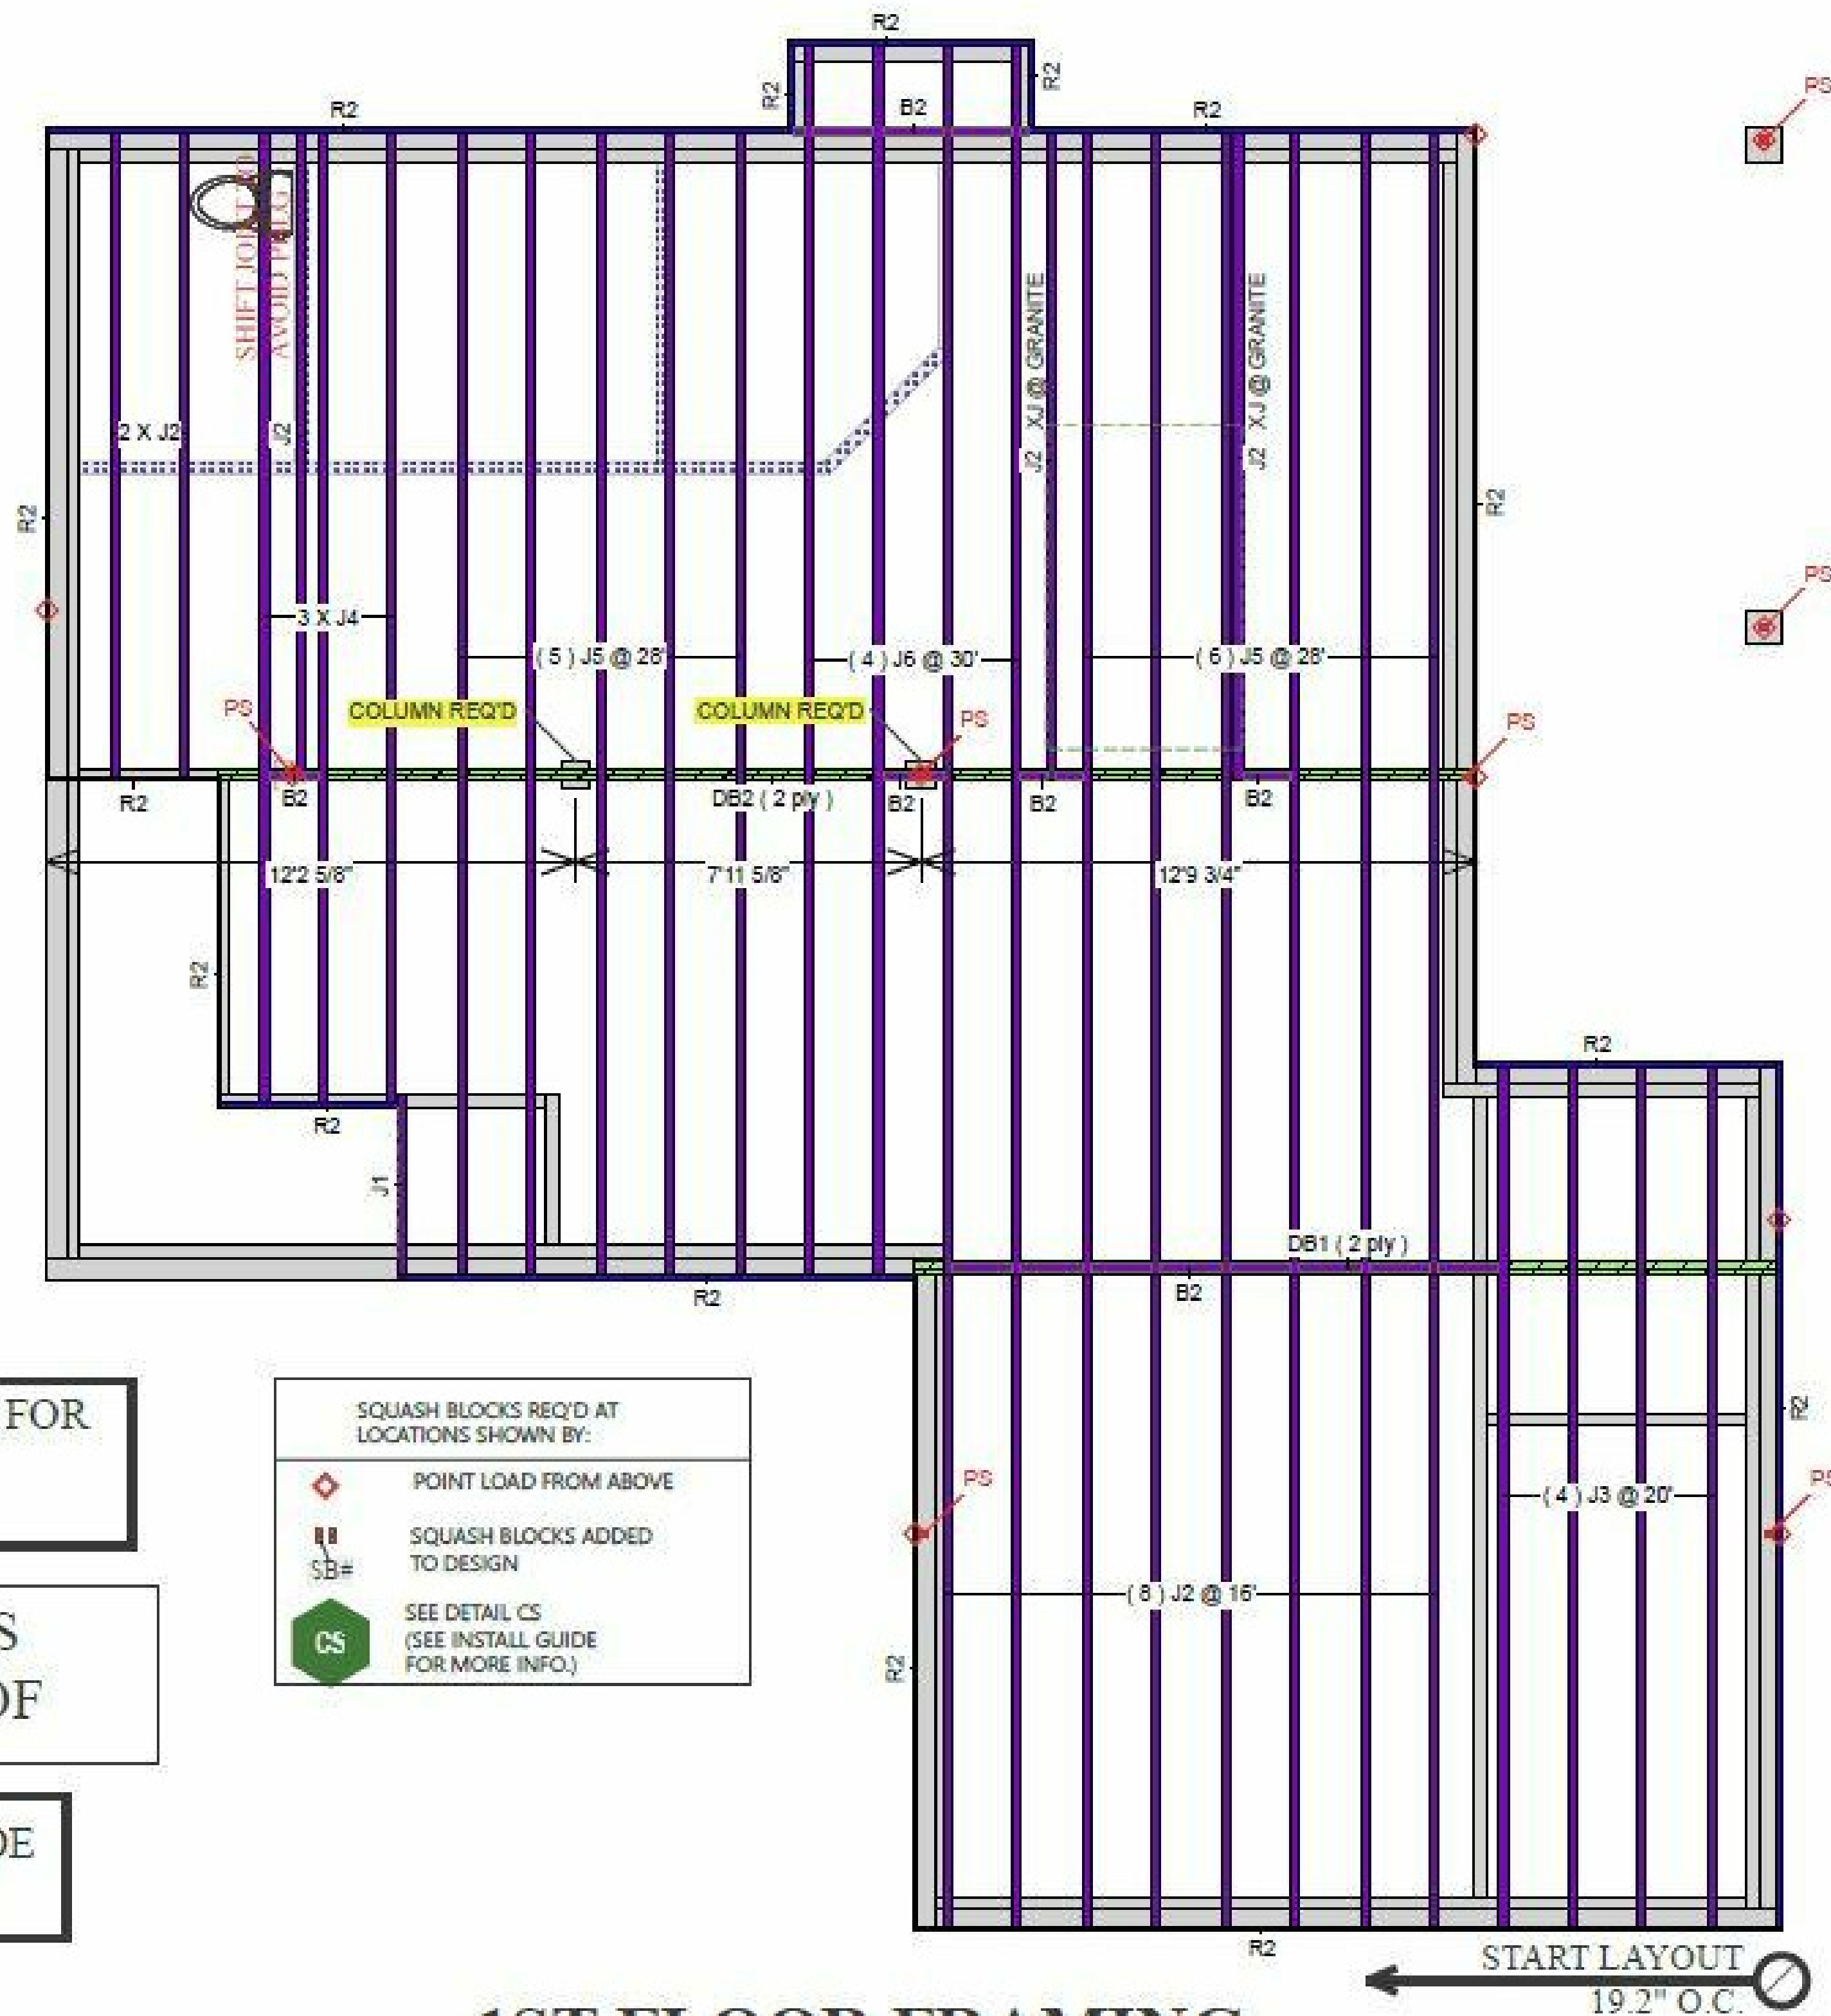 R2
R2
R2
PS
R2
B2
R2
SHIFT JOIST TO
J2 XJ @ GRANITE
J2 XJ @ GRANITE
2 X J2
J2
R2
R2
PS
3 X J4
( 5 ) J5 @ 28'
( 4 ) J6 @ 30'
( 6 ) J5 @ 28'
PS
COLUMN REQ'D
COLUMN REQ'D
PS
PS
R2
B2
DB2 ( 2 ply )
B2
B2
B2
12'2 5/8"
7'11 5/8"
12'9 3/4"
R2
R2
R2
J1
DB1 ( 2 ply )
R2
B2
FOR
SQUASH BLOCKS REQ'D AT
LOCATIONS SHOWN BY:
POINT LOAD FROM ABOVE
SQUASH BLOCKS ADDED
TO DESIGN
SB#
SEE DETAIL CS
(SEE INSTALL GUIDE
FOR MORE INFO.)
CS
R2
PS
( 4 ) J3 @ 20'
PS
( 8 ) J2 @ 16'
S
OF
R2
DE
R2
START LAYOUT
19.2" O.C.
1ST FLOOR FRAMING